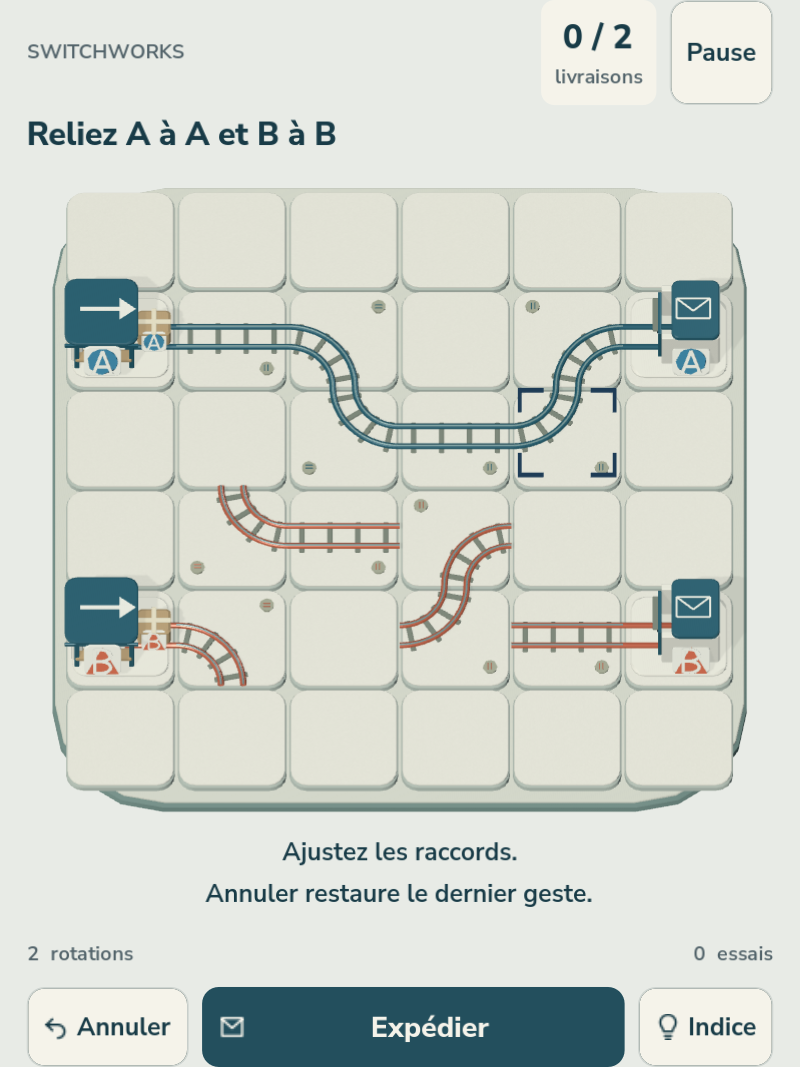 SWITCHWORKS
0 / 2
livraisons
Pause
Reliez A à A et B à B
A
A
A
B
B
B
Ajustez les raccords.
Annuler restaure le dernier geste.
2 rotations
0 essais
Annuler
Expédier
Indice